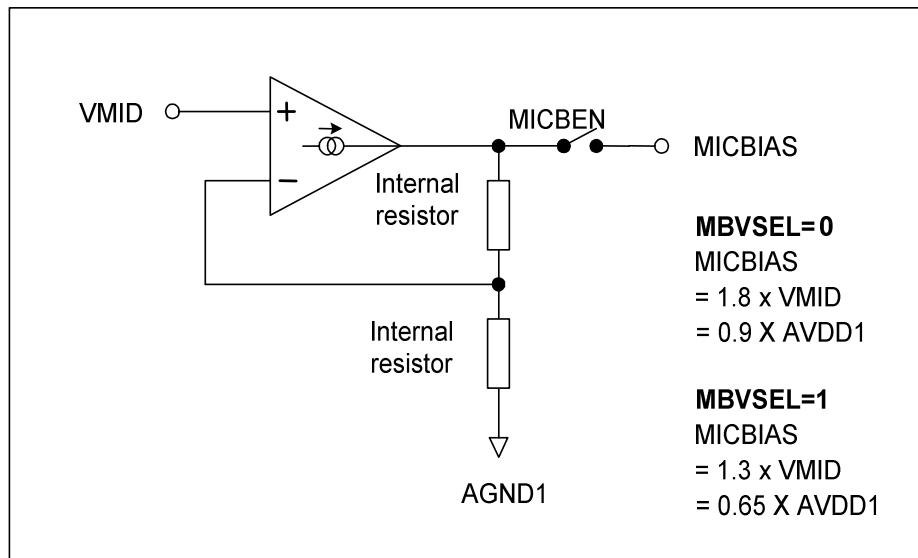 VMID
+
−
MICBEN
MICBIAS
Internal
resistor
Internal
resistor
AGND1
MBVSEL=0
MICBIAS
= 1.8 x VMID
= 0.9 X AVDD1
MBVSEL=1
MICBIAS
= 1.3 x VMID
= 0.65 X AVDD1